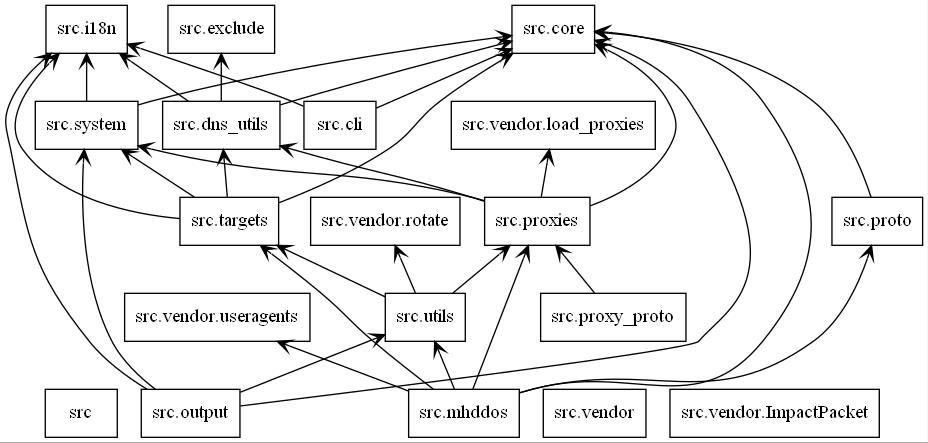 src.i18n
src.exclude
src.core
src.system
src.dns_utils
src.cli
src.vendor.load_proxies
src.targets
src.vendor.rotate
src.proxies
src.proto
src.vendor.useragents
src.utils
src.proxy_proto
src
src.output
src.mhddos
src.vendor
src.vendor.ImpactPacket